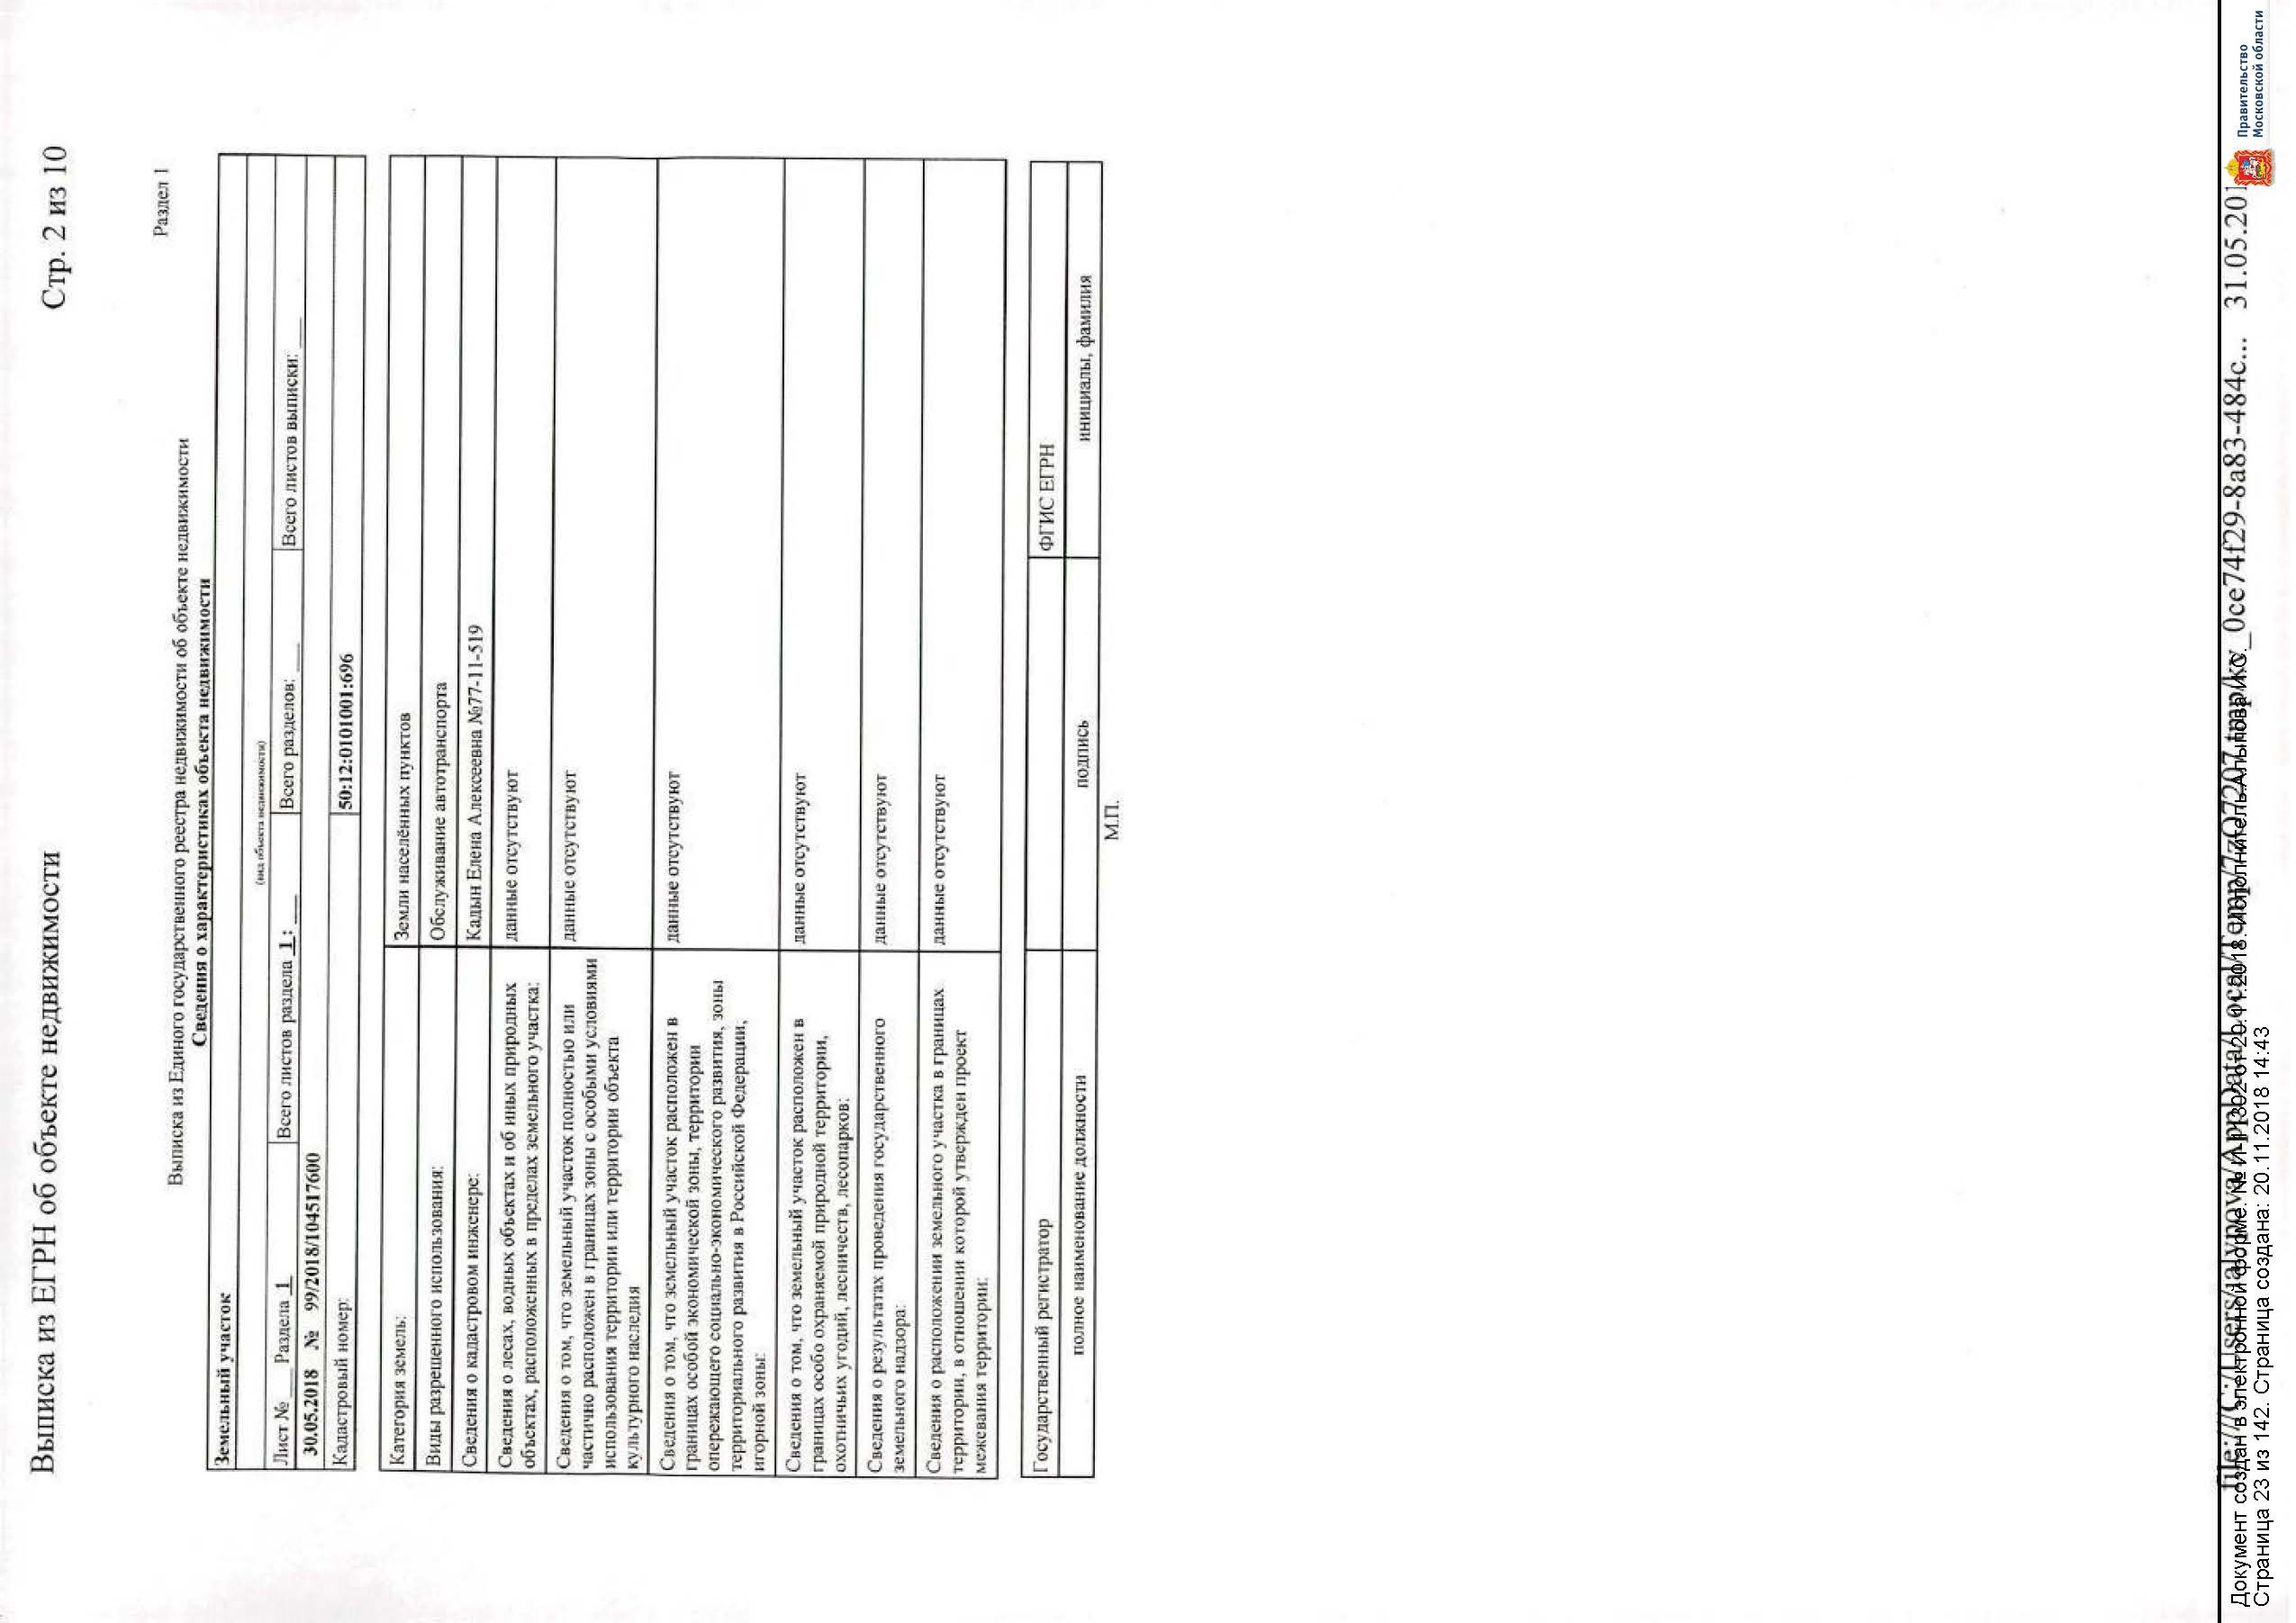 Выписка из ЕГРН об объекте недвижимости Стр. 2 из 10
Раздел 1
Выписка из Единого государственного реестра недвижимости об объекте недвижимости
Сведения о характеристиках объекта недвижимости
Земельный участок
(вид объекта недвижимости)
Лист № ___ Раздела 1 Всего листов раздела 1 : ___ Всего разделов: ___ Всего листов выписки: ___
30.05.2018 № 99/2018/104517600
Кадастровый номер: 50:12:0101001:696
Категория земель: Земли населённых пунктов
Виды разрешенного использования: Обслуживание автотранспорта
Сведения о кадастровом инженере: Кадын Елена Алексеевна №77-11-519
Сведения о лесах, водных объектах и об иных природных данные отсутствуют
объектах, расположенных в пределах земельного участка:
Сведения о том, что земельный участок полностью или данные отсутствуют
частично расположен в границах зоны с особыми условиями
использования территории или территории объекта
культурного наследия
Сведения о том, что земельный участок расположен в данные отсутствуют
границах особой экономической зоны, территории
опережающего социально-экономического развития, зоны
территориального развития в Российской Федерации,
игорной зоны:
Сведения о том, что земельный участок расположен в данные отсутствуют
границах особо охраняемой природной территории,
охотничьих угодий, лесничеств, лесопарков:
Сведения о результатах проведения государственного данные отсутствуют
земельного надзора:
Сведения о расположении земельного участка в границах данные отсутствуют
территории, в отношении которой утвержден проект
межевания территории:
Государственный регистратор ФГИС ЕГРН
полное наименование должности подпись инициалы, фамилия
М.П.
file:///C:/Users/ialypova/AppData/Local/Temp/7zO7207.tmp/kv_0ce74f29-8a83-484c... 31.05.201
Документ создан в электронной форме. № от 20.11.2018. Исполнитель:
Страница 23 из 142. Страница создана: 20.11.2018 14:43
Правительство
Московской области